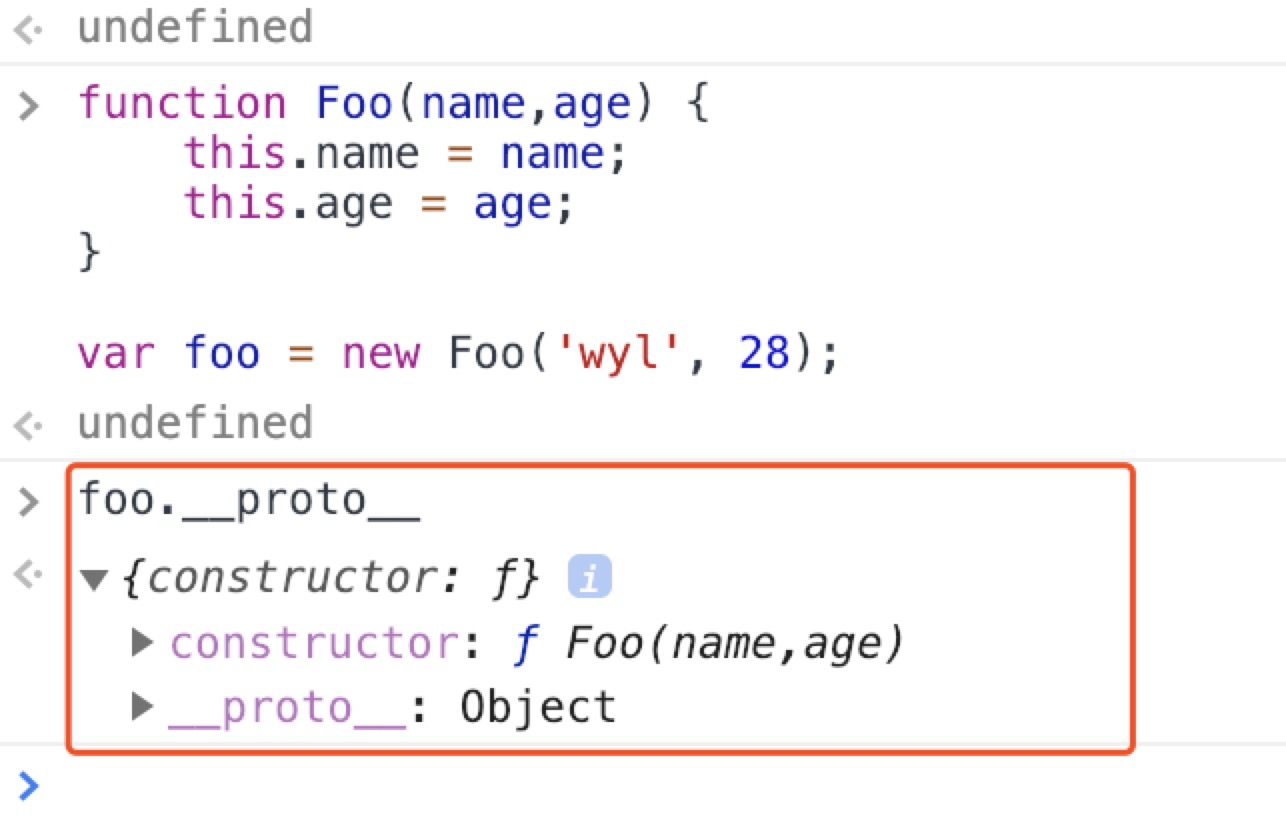 undefined
function Foo(name,age) {
    this.name = name;
    this.age = age;
}
var foo = new Foo('wyl', 28);
undefined
foo.__proto__
{constructor: ƒ} i
constructor: ƒ Foo(name,age)
__proto__: Object